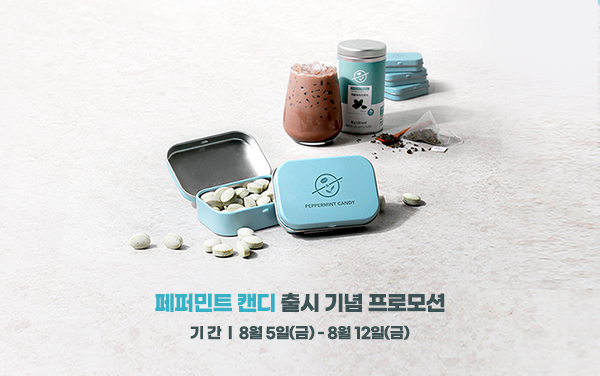 PEPPERMINT CANDY
페퍼민트 캔디 출시 기념 프로모션
기 간 ㅣ 8월 5일(금) - 8월 12일(금)